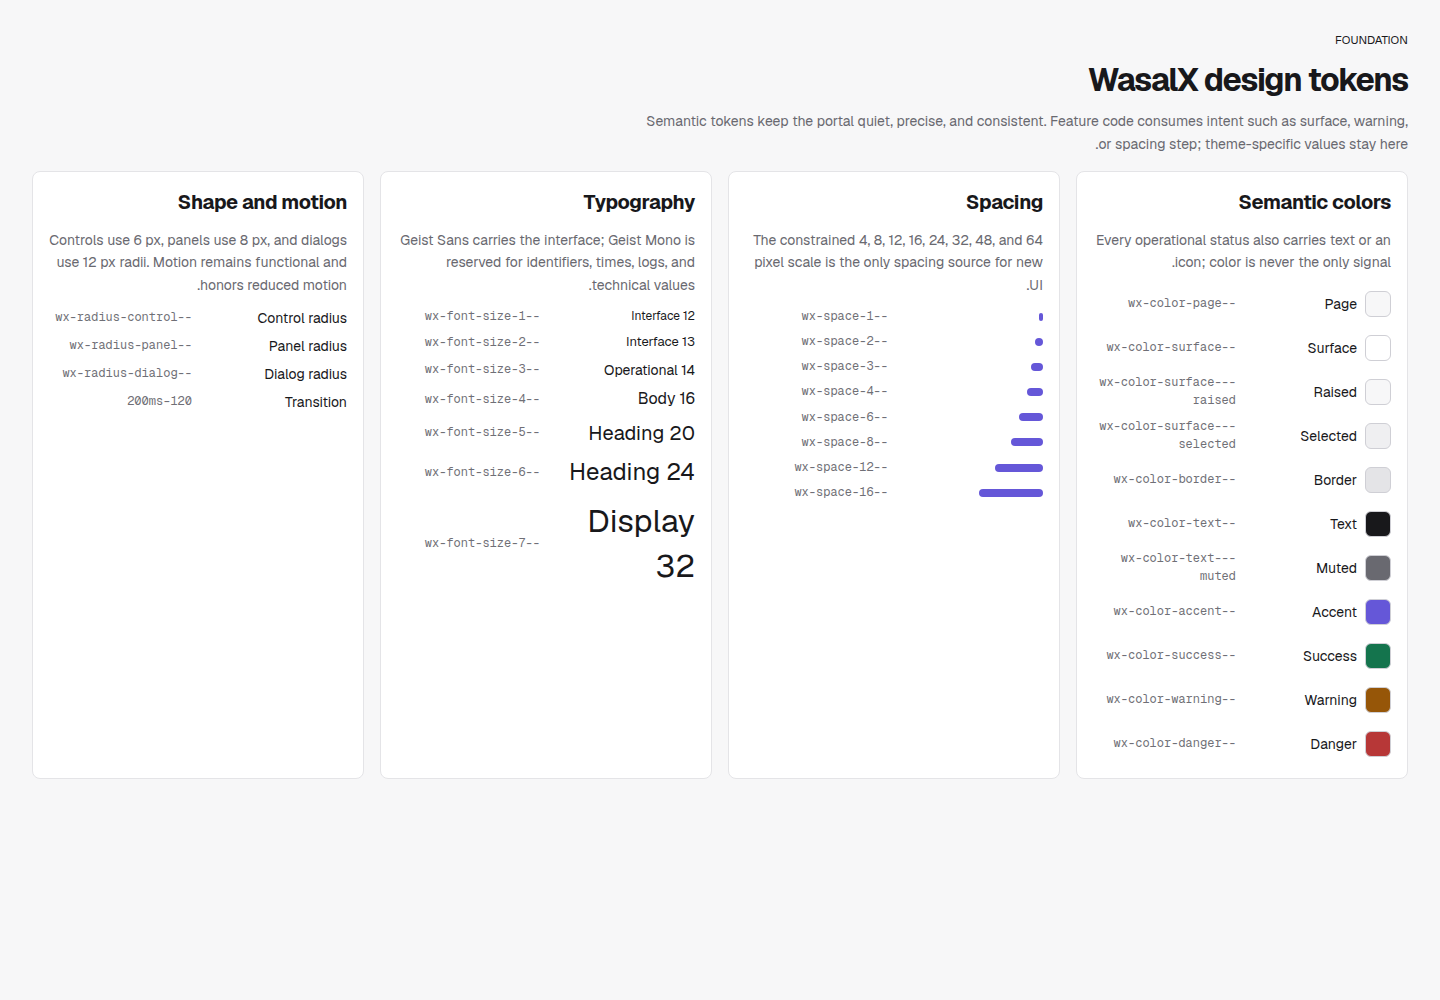 FOUNDATION
WasalX design tokens
Semantic tokens keep the portal quiet, precise, and consistent. Feature code consumes intent such as surface, warning,
.or spacing step; theme-specific values stay here
Semantic colors
Every operational status also carries text or an
.icon; color is never the only signal
Page
wx-color-page--
Surface
wx-color-surface--
Raised
wx-color-surface---
raised
Selected
wx-color-surface---
selected
Border
wx-color-border--
Text
wx-color-text--
Muted
wx-color-text---
muted
Accent
wx-color-accent--
Success
wx-color-success--
Warning
wx-color-warning--
Danger
wx-color-danger--
Spacing
The constrained 4, 8, 12, 16, 24, 32, 48, and 64
pixel scale is the only spacing source for new
.UI
wx-space-1--
wx-space-2--
wx-space-3--
wx-space-4--
wx-space-6--
wx-space-8--
wx-space-12--
wx-space-16--
Typography
Geist Sans carries the interface; Geist Mono is
reserved for identifiers, times, logs, and
.technical values
Interface 12
wx-font-size-1--
Interface 13
wx-font-size-2--
Operational 14
wx-font-size-3--
Body 16
wx-font-size-4--
Heading 20
wx-font-size-5--
Heading 24
wx-font-size-6--
Display
32
wx-font-size-7--
Shape and motion
Controls use 6 px, panels use 8 px, and dialogs
use 12 px radii. Motion remains functional and
.honors reduced motion
Control radius
wx-radius-control--
Panel radius
wx-radius-panel--
Dialog radius
wx-radius-dialog--
Transition
200ms-120